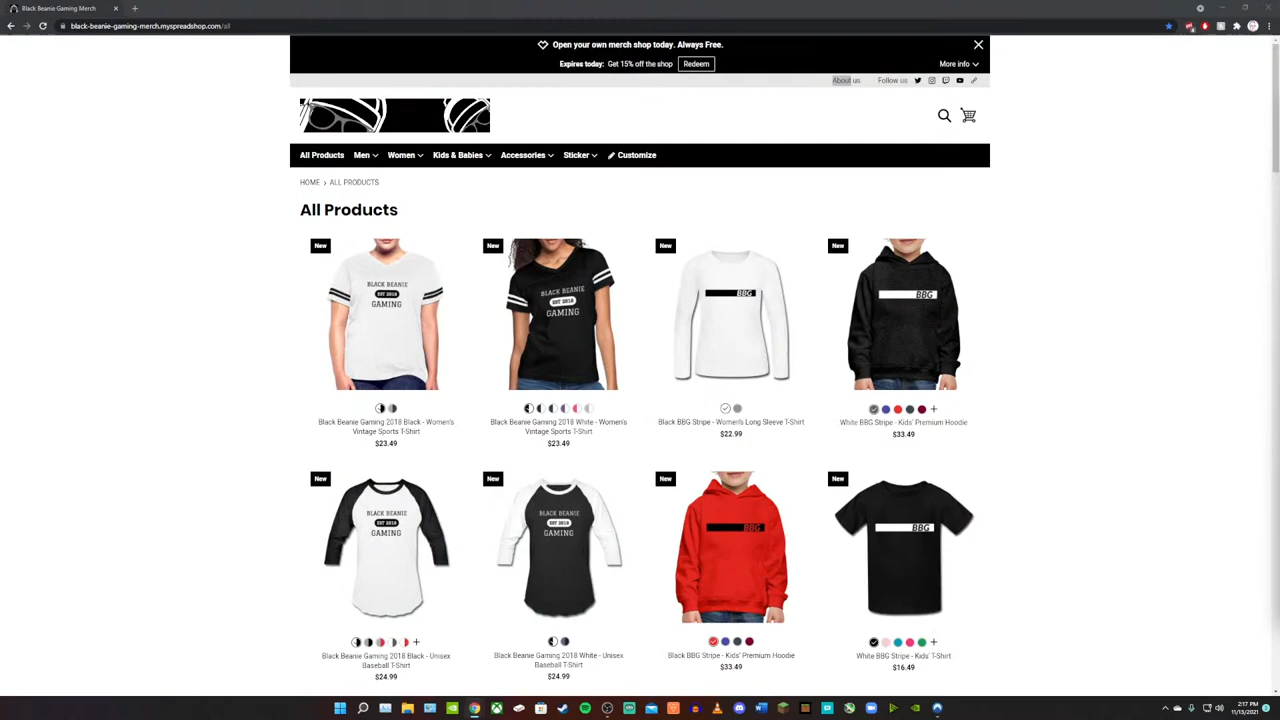 Black Beanie Gaming Merch
black-beanie-gaming-merch.myspreadshop.com/all
Open your own merch shop today. Always Free.
Expires today: Get 15% off the shop Redeem
More info
About us Follow us
All Products Men Women Kids & Babies Accessories Sticker Customize
HOME > ALL PRODUCTS
All Products
New New New New
BLACK BEANIE
EST 2018
GAMING
BLACK BEANIE
EST 2018
GAMING
BBG
BBG
Black Beanie Gaming 2018 Black - Women's
Vintage Sports T-Shirt
$23.49
Black Beanie Gaming 2018 White - Women's
Vintage Sports T-Shirt
$23.49
Black BBG Stripe - Women's Long Sleeve T-Shirt
$22.99
White BBG Stripe - Kids' Premium Hoodie
$33.49
New New New New
BLACK BEANIE
EST 2018
GAMING
BLACK BEANIE
EST 2018
GAMING
BBG
BBG
Black Beanie Gaming 2018 Black - Unisex
Baseball T-Shirt
$24.99
Black Beanie Gaming 2018 White - Unisex
Baseball T-Shirt
$24.99
Black BBG Stripe - Kids' Premium Hoodie
$33.49
White BBG Stripe - Kids' T-Shirt
$16.49
2:17 PM
11/13/2021